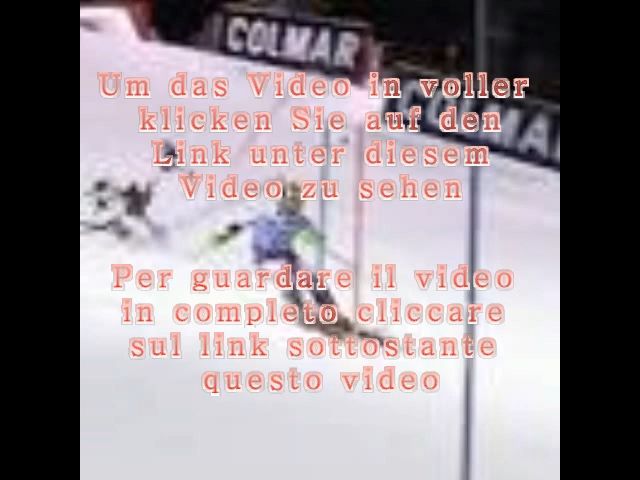 COLMAR
COLMAR
Um das Video in voller
klicken Sie auf den
Link unter diesem
Video zu sehen
Per guardare il video
in completo cliccare
sul link sottostante
questo video